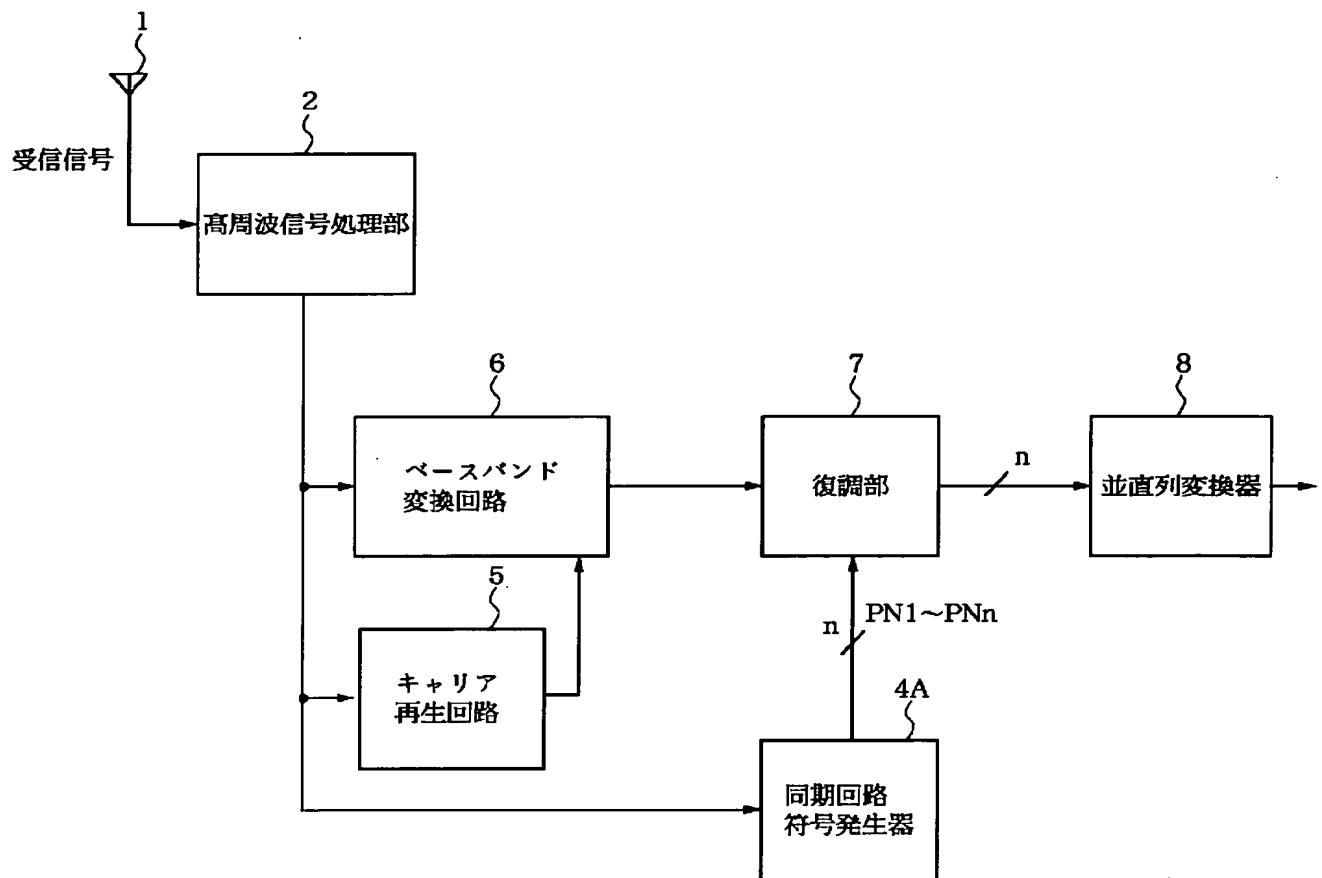 1
受信信号
2
高周波信号処理部
6
ベースバンド
変換回路
7
復調部
n
8
並直列変換器
5
キャリア
再生回路
n
PN1～PNn
4A
同期回路
符号発生器